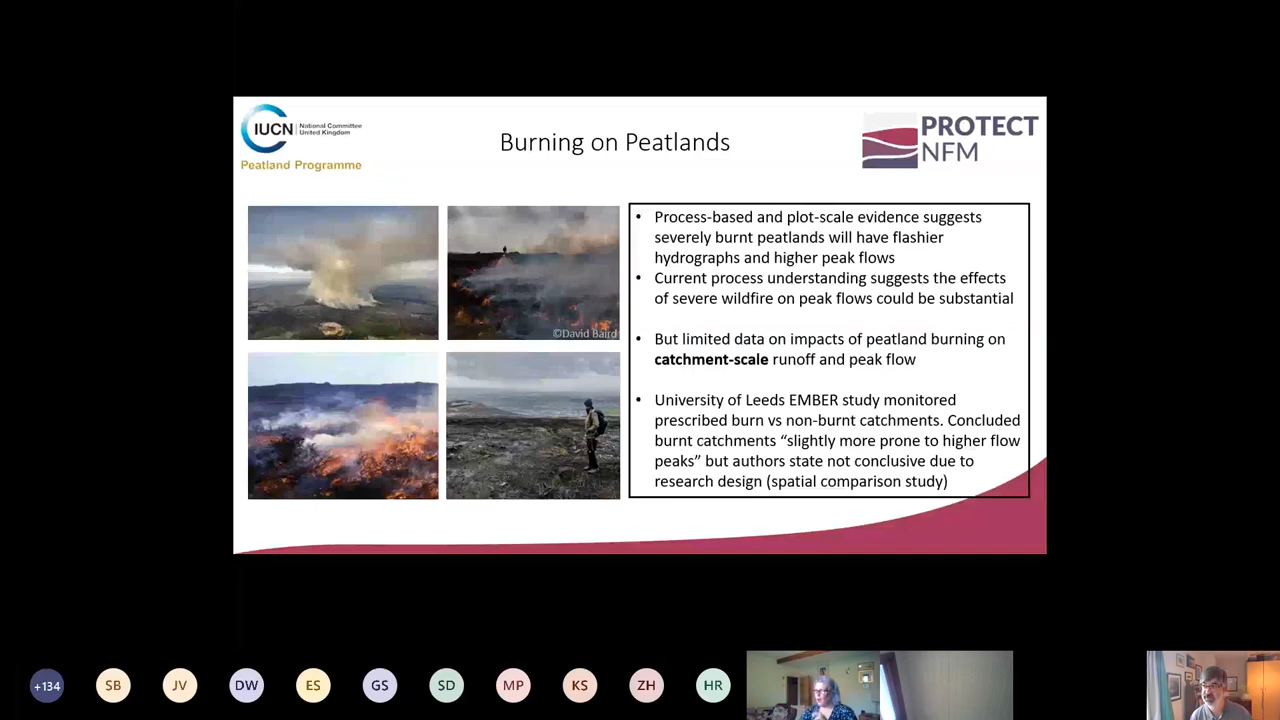 IUCN
National Committee
United Kingdom
Peatland Programme
Burning on Peatlands
PROTECT
NFM
©David Baird
• Process-based and plot-scale evidence suggests
severely burnt peatlands will have flashier
hydrographs and higher peak flows
• Current process understanding suggests the effects
of severe wildfire on peak flows could be substantial
• But limited data on impacts of peatland burning on
catchment-scale runoff and peak flow
• University of Leeds EMBER study monitored
prescribed burn vs non-burnt catchments. Concluded
burnt catchments “slightly more prone to higher flow
peaks” but authors state not conclusive due to
research design (spatial comparison study)
+134
SB
JV
DW
ES
GS
SD
MP
KS
ZH
HR